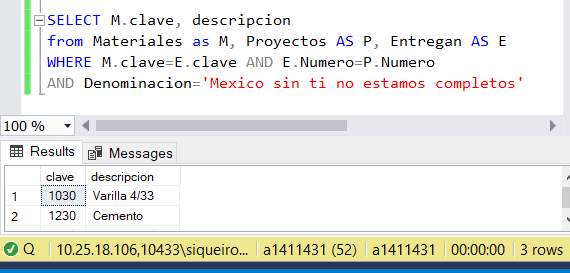 SELECT M.clave, descripcion
from Materiales as M, Proyectos AS P, Entregan AS E
WHERE M.clave=E.clave AND E.Numero=P.Numero
AND Denominacion='Mexico sin ti no estamos completos'
100 %
Results Messages
clave descripcion
1 1030 Varilla 4/33
2 1230 Cemento
Q 10.25.18.106,10433\siqueiro... a1411431 (52) a1411431 00:00:00 3 rows